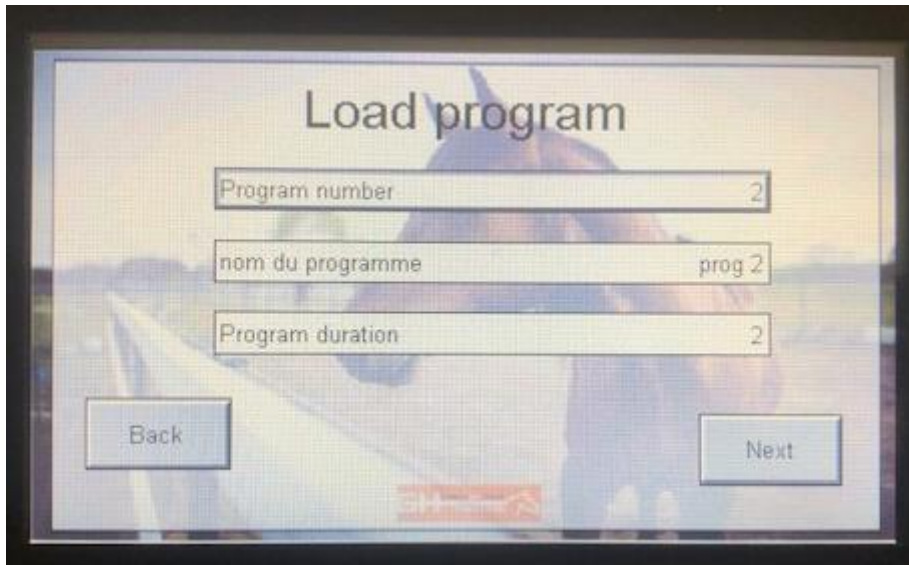 Load program
Program number 2
nom du programme prog 2
Program duration 2
Back
Next